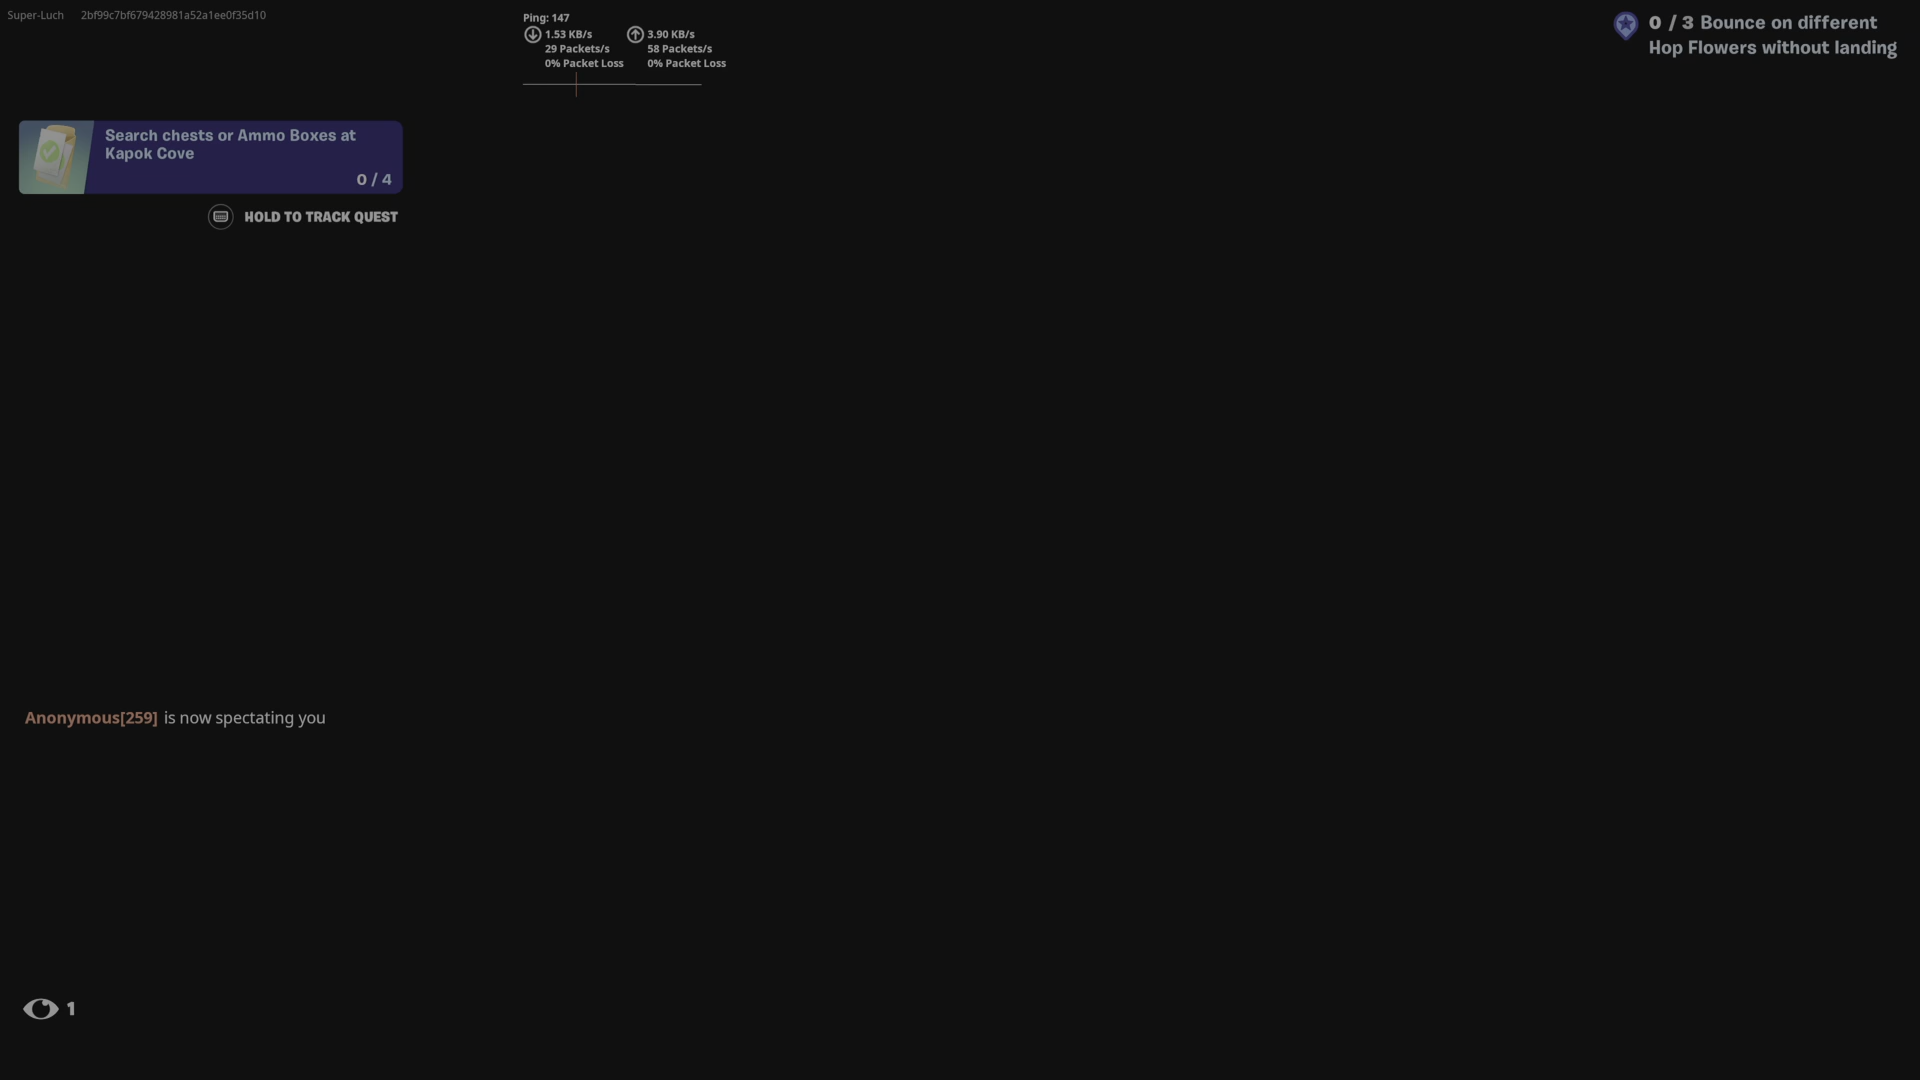 Super-Luch 2bf99c7bf679428981a52a1ee0f35d10
Ping: 147
1.53 KB/s 3.90 KB/s
29 Packets/s 58 Packets/s
0% Packet Loss 0% Packet Loss
0 / 3 Bounce on different
Hop Flowers without landing
Search chests or Ammo Boxes at
Kapok Cove
0 / 4
HOLD TO TRACK QUEST
Anonymous[259] is now spectating you
1